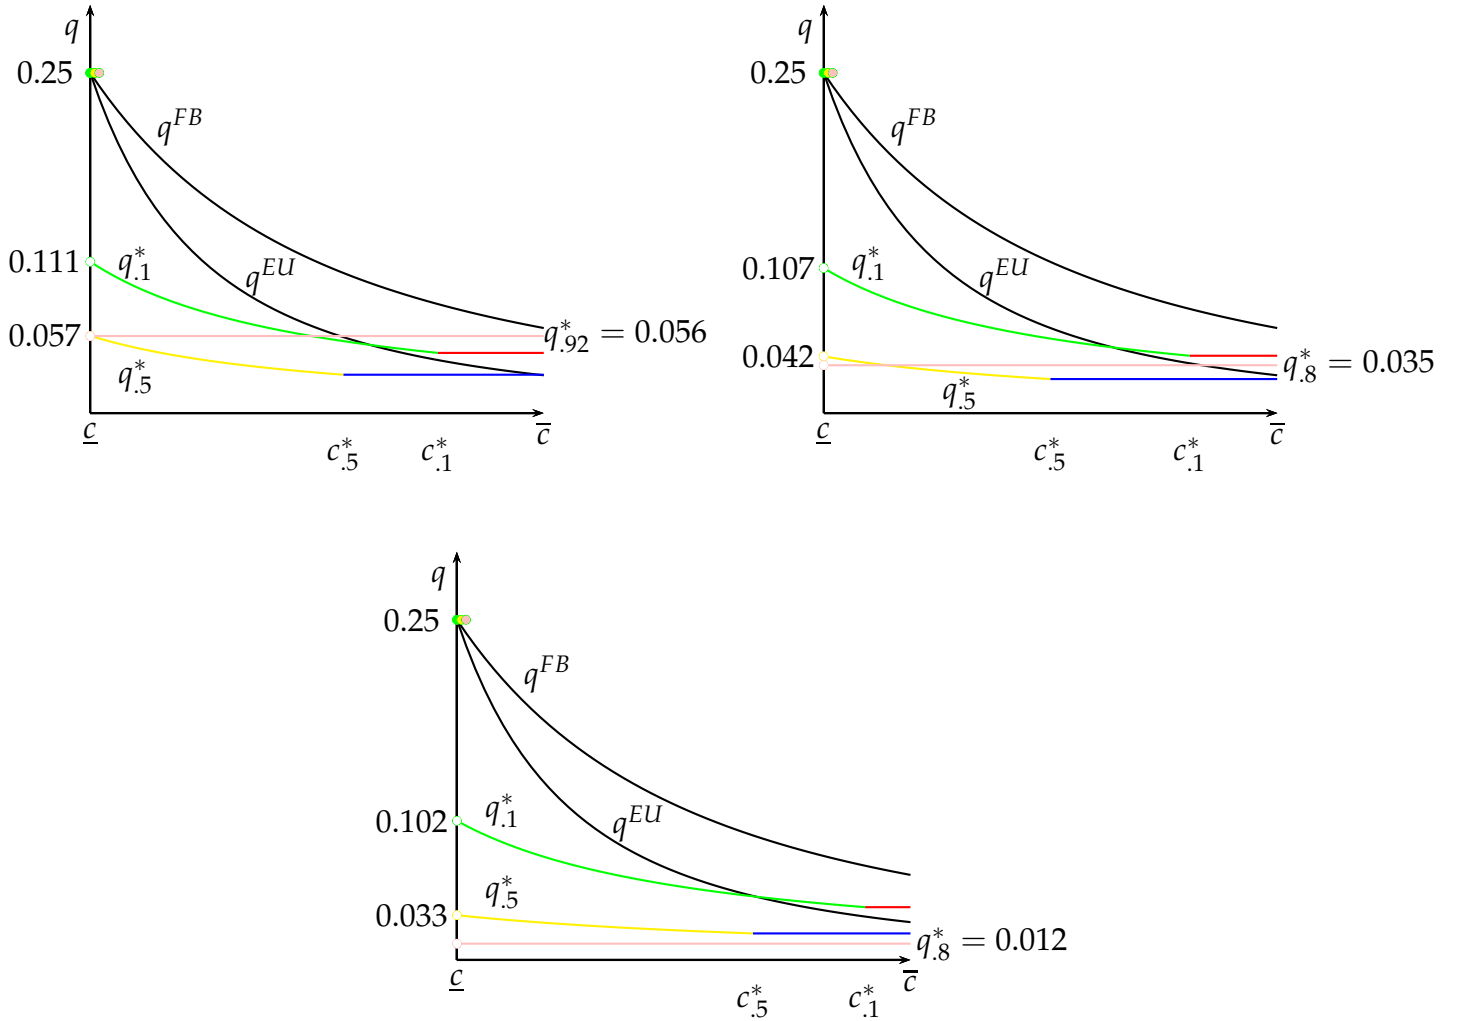 q
0.25
q^{FB}
0.111
q^*_{.1}
q^{EU}
0.057
q^*_{.92} = 0.056
q^*_{.5}
c̲
c̅
c^*_{.5}
c^*_{.1}
q
0.25
q^{FB}
0.107
q^*_{.1}
q^{EU}
0.042
q^*_{.8} = 0.035
q^*_{.5}
c̲
c̅
c^*_{.5}
c^*_{.1}
q
0.25
q^{FB}
0.102
q^*_{.1}
q^{EU}
q^*_{.5}
0.033
q^*_{.8} = 0.012
c̲
c̅
c^*_{.5}
c^*_{.1}